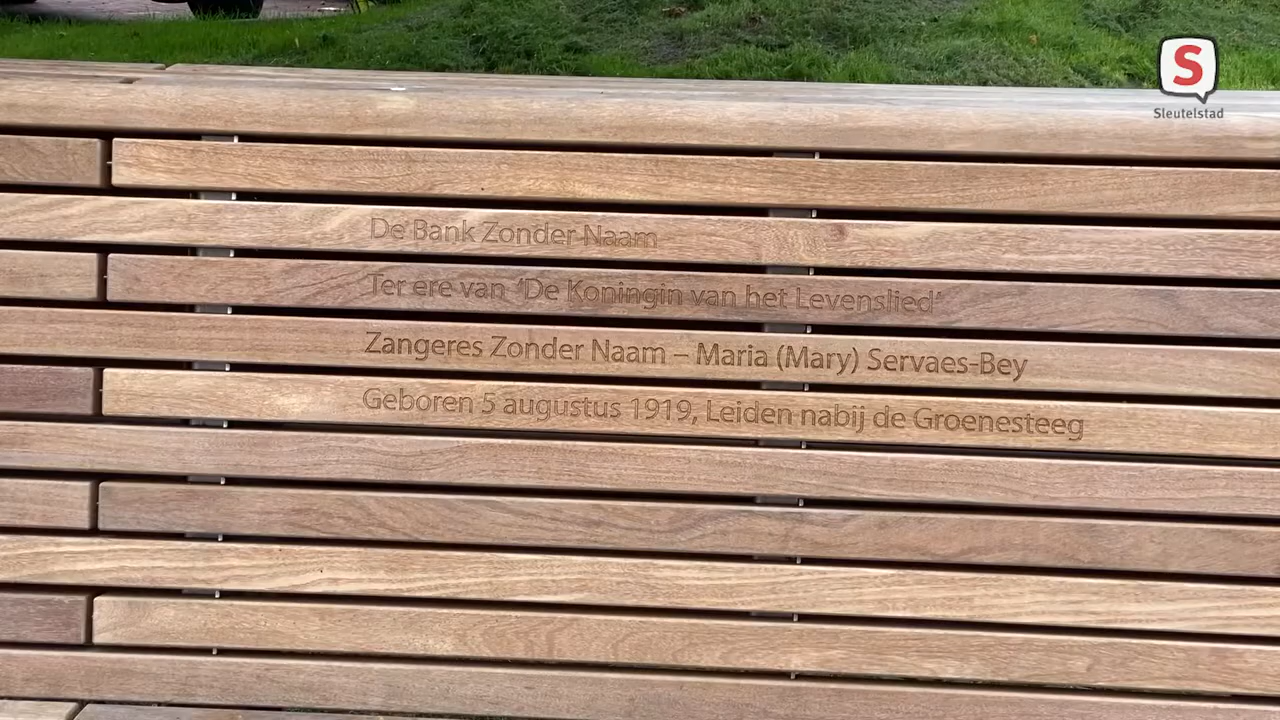 S
Sleutelstad
De Bank Zonder Naam
Ter ere van ‘De Koningin van het Levenslied’
Zangeres Zonder Naam – Maria (Mary) Servaes-Bey
Geboren 5 augustus 1919, Leiden nabij de Groenesteeg